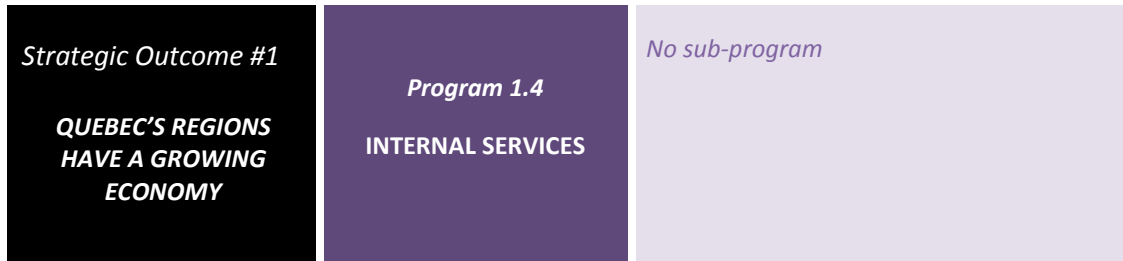 Strategic Outcome #1
QUEBEC’S REGIONS
HAVE A GROWING
ECONOMY
Program 1.4
INTERNAL SERVICES
No sub-program